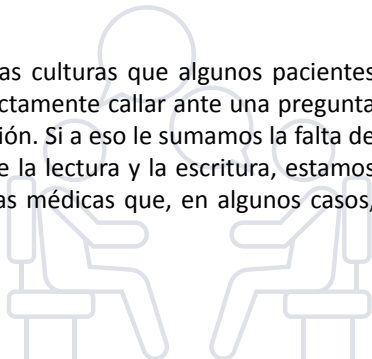 as culturas que algunos pacientes
ctamente callar ante una pregunta
ión. Si a eso le sumamos la falta de
e la lectura y la escritura, estamos
as médicas que, en algunos casos,